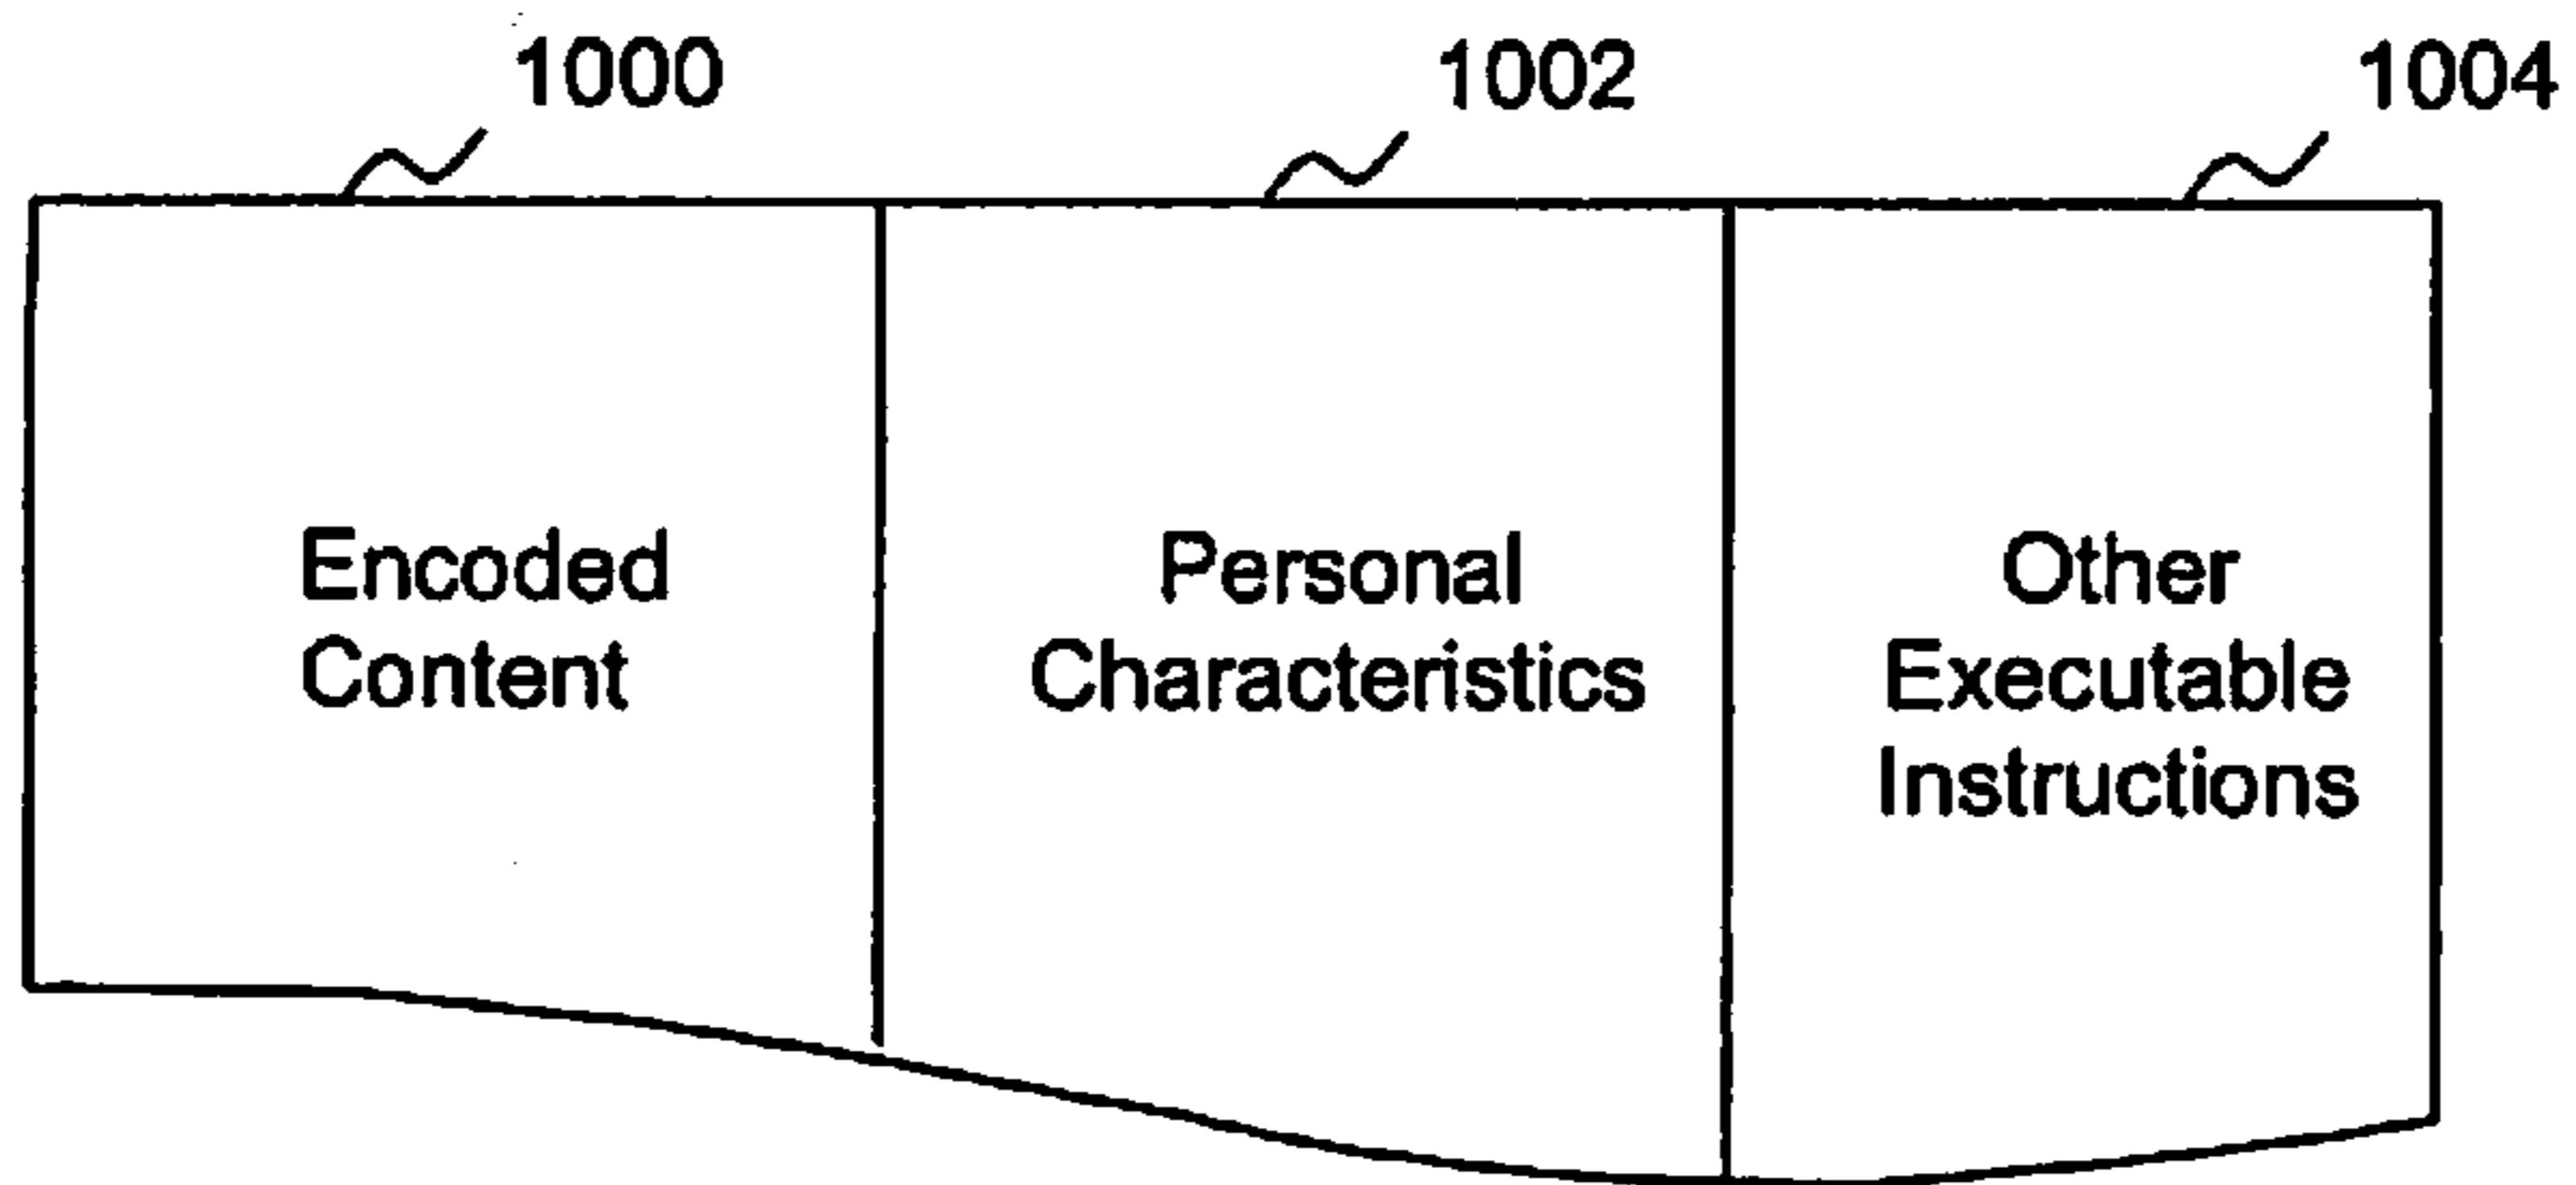 1000
1002
1004
Encoded
Content
Personal
Characteristics
Other
Executable
Instructions